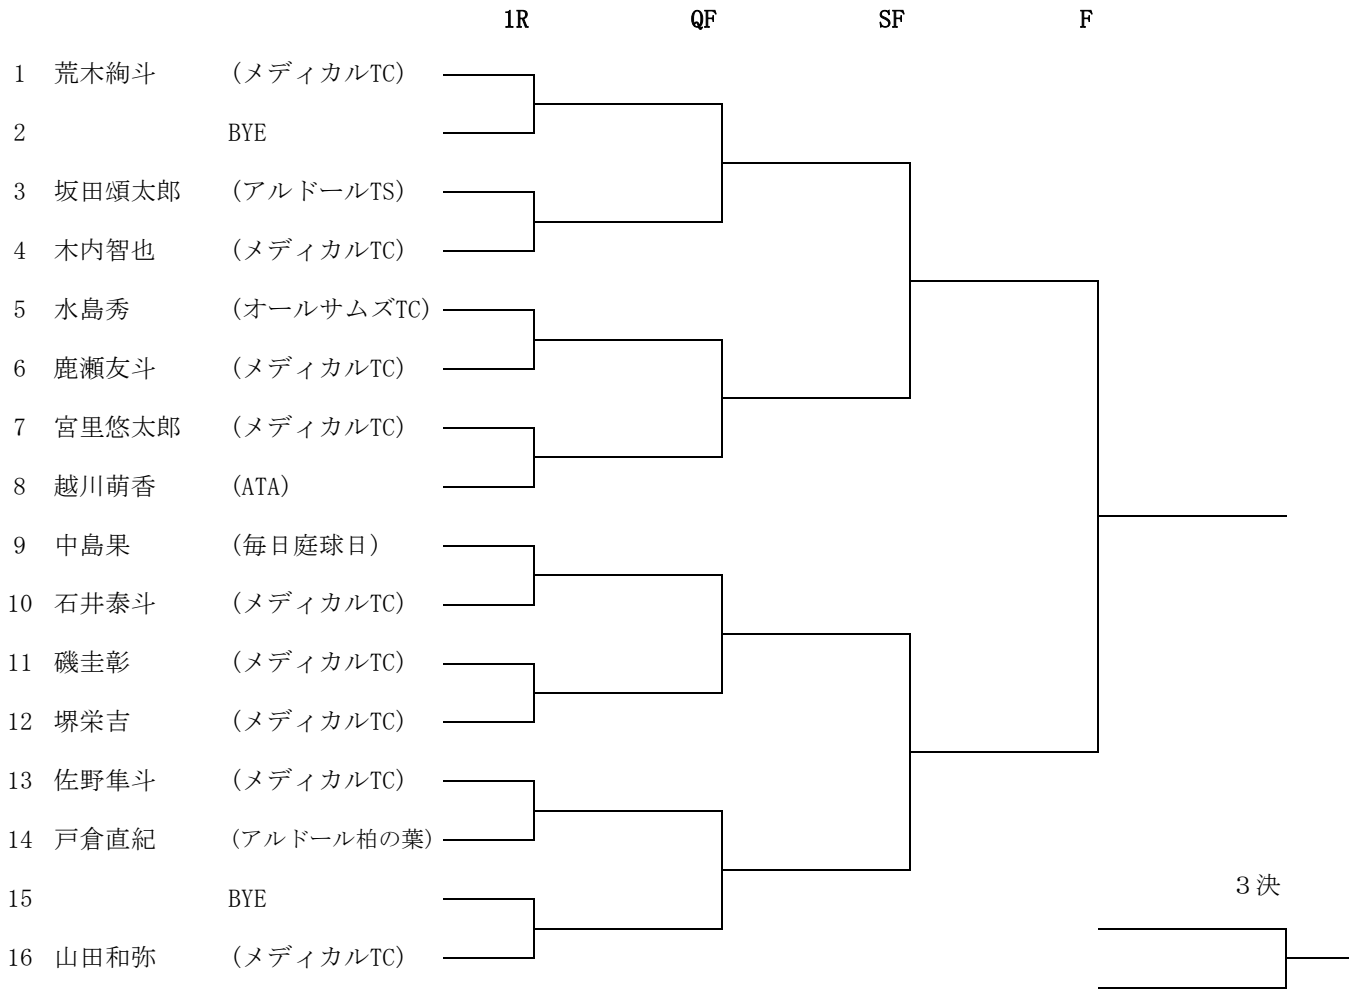 1R QF SF F
1 荒木絢斗 (メディカルTC)
2 BYE
3 坂田頌太郎 (アルドールTS)
4 木内智也 (メディカルTC)
5 水島秀 (オールサムズTC)
6 鹿瀬友斗 (メディカルTC)
7 宮里悠太郎 (メディカルTC)
8 越川萌香 (ATA)
9 中島果 (毎日庭球日)
10 石井泰斗 (メディカルTC)
11 磯圭彰 (メディカルTC)
12 堺栄吉 (メディカルTC)
13 佐野隼斗 (メディカルTC)
14 戸倉直紀 (アルドール柏の葉)
15 BYE
３決
16 山田和弥 (メディカルTC)